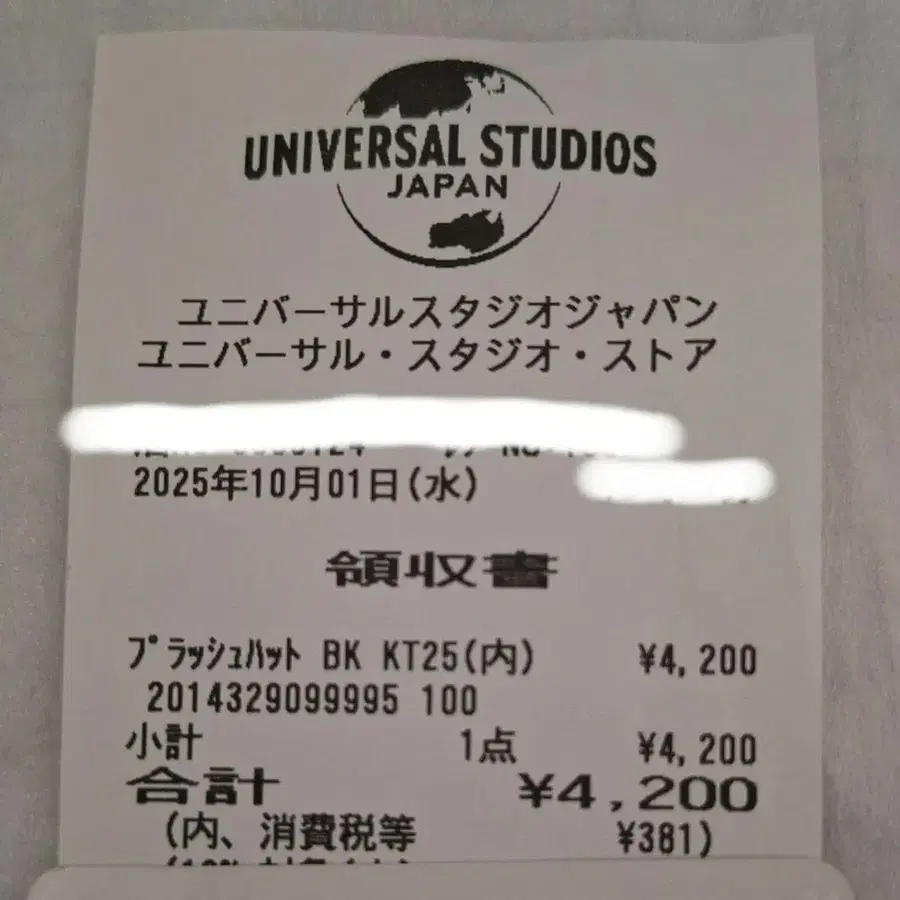 UNIVERSAL STUDIOS
JAPAN
ユニバーサルスタジオジャパン
ユニバーサル・スタジオ・ストア
2025年10月01日(水)
領収書
ﾌﾟﾗｯｼｭﾊｯﾄ BK KT25(内) ¥4,200
2014329099995 100
小計 1点 ¥4,200
合計 ¥4,200
(内、消費税等 ¥381)